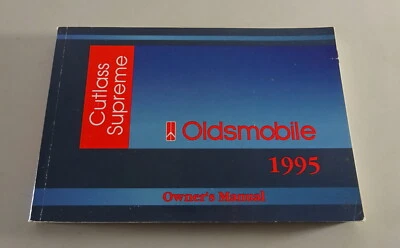 Cutlass
Supreme
Oldsmobile
1995
Owner's Manual